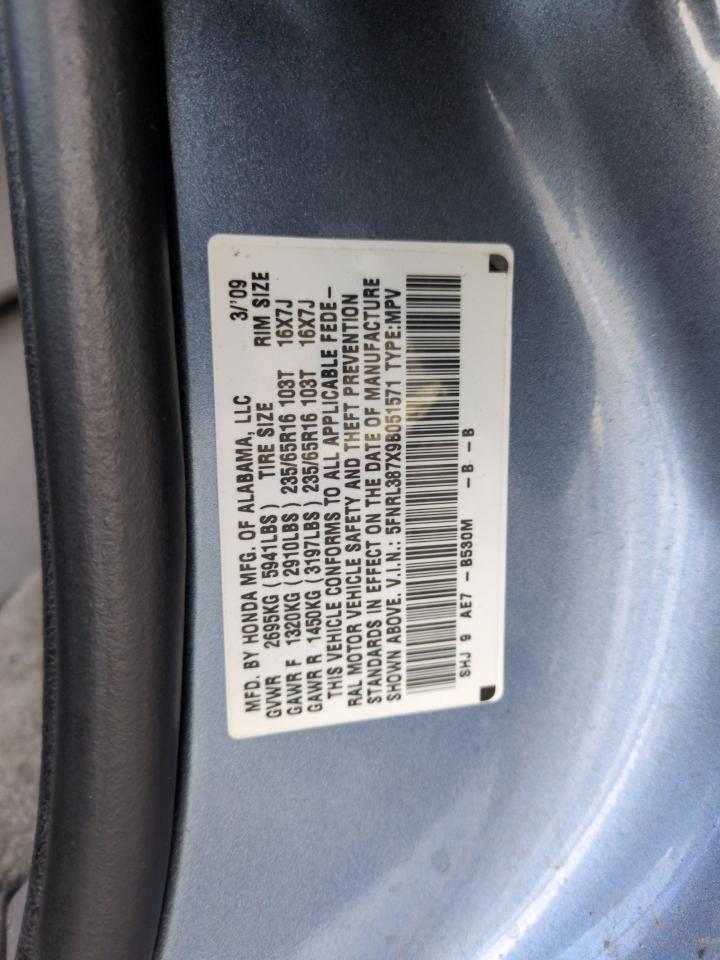 MFD. BY HONDA MFG. OF ALABAMA, LLC 3/'09
GVWR 2695KG (5941LBS) TIRE SIZE RIM SIZE
GAWR F 1320KG (2910LBS) 235/65R16 103T 16X7J
GAWR R 1450KG (3197LBS) 235/65R16 103T 16X7J
THIS VEHICLE CONFORMS TO ALL APPLICABLE FEDE-
RAL MOTOR VEHICLE SAFETY AND THEFT PREVENTION
STANDARDS IN EFFECT ON THE DATE OF MANUFACTURE
SHOWN ABOVE. V.I.N.: 5FNRL387X9B051571 TYPE:MPV
SHJ 9 AE7 -B530M -B -B